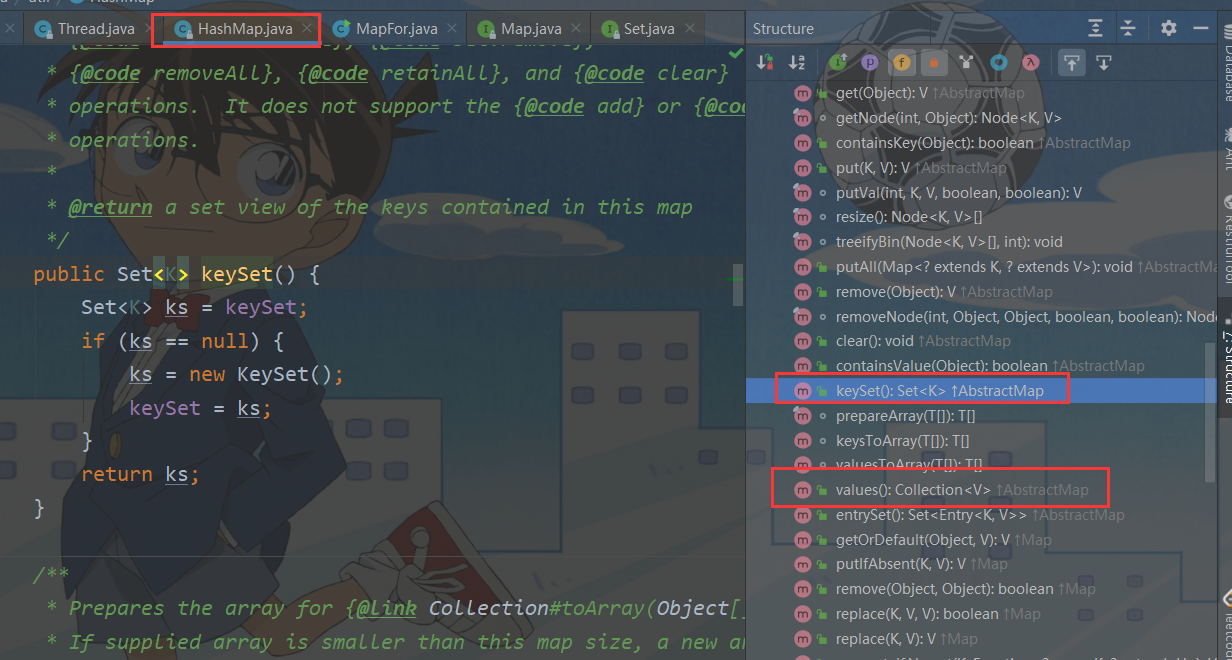 HashMap
Thread.java HashMap.java MapFor.java Map.java Set.java
* {@code removeAll}, {@code retainAll}, and {@code clear}
* operations.  It does not support the {@code add} or {@cod
* operations.
*
* @return a set view of the keys contained in this map
*/
public Set<K> keySet() {
Set<K> ks = keySet;
if (ks == null) {
ks = new KeySet();
keySet = ks;
}
return ks;
}
/**
* Prepares the array for {@link Collection#toArray(Object[
* If supplied array is smaller than this map size, a new
Structure
get(Object): V ↑AbstractMap
getNode(int, Object): Node<K, V>
containsKey(Object): boolean ↑AbstractMap
put(K, V): V ↑AbstractMap
putVal(int, K, V, boolean, boolean): V
resize(): Node<K, V>[]
treeifyBin(Node<K, V>[], int): void
putAll(Map<? extends K, ? extends V>): void ↑AbstractMa
remove(Object): V ↑AbstractMap
removeNode(int, Object, Object, boolean, boolean): Node
clear(): void ↑AbstractMap
containsValue(Object): boolean ↑AbstractMap
keySet(): Set<K> ↑AbstractMap
prepareArray(T[]): T[]
keysToArray(T[]): T[]
valuesToArray(T[]): T[]
values(): Collection<V> ↑AbstractMap
entrySet(): Set<Entry<K, V>> ↑AbstractMap
getOrDefault(Object, V): V ↑Map
putIfAbsent(K, V): V ↑Map
remove(Object, Object): boolean ↑Map
replace(K, V, V): boolean ↑Map
replace(K, V): V ↑Map
Database
Ant
Z: Structure